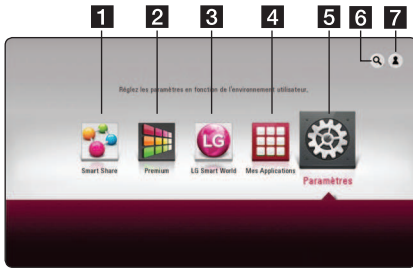 1 2 3 4 5 6 7
Réglez les paramètres en fonction de l'environnement utilisateur.
LG
Smart Share Premium LG Smart World Mes Applications Paramètres